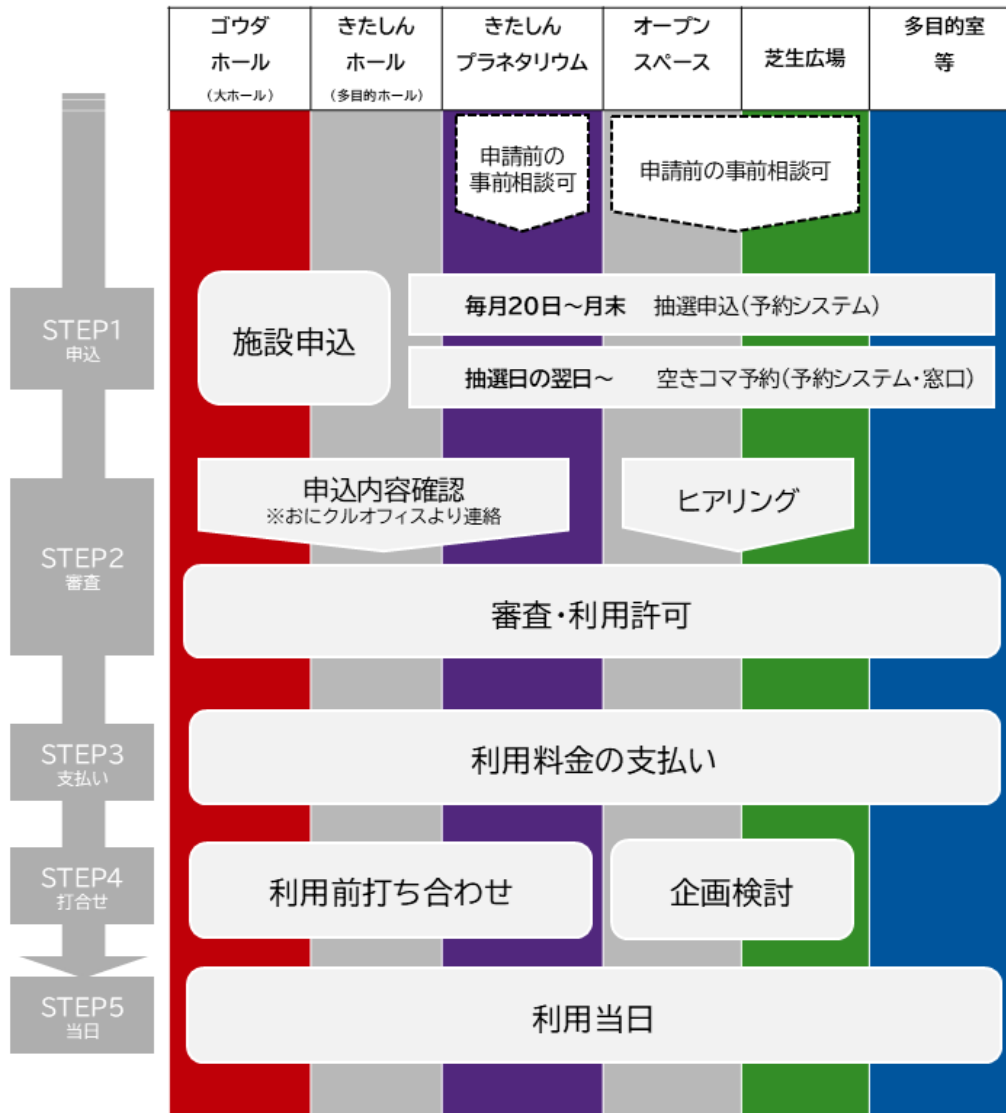 ゴウダ
ホール
(大ホール)
きたしん
ホール
(多目的ホール)
きたしん
プラネタリウム
オープン
スペース
芝生広場
多目的室
等
申請前の
事前相談可
申請前の事前相談可
STEP1
申込
施設申込
毎月20日～月末 抽選申込(予約システム)
抽選日の翌日～ 空きコマ予約(予約システム・窓口)
STEP2
審査
申込内容確認
※おにクルオフィスより連絡
ヒアリング
審査・利用許可
STEP3
支払い
利用料金の支払い
STEP4
打合せ
利用前打ち合わせ
企画検討
STEP5
当日
利用当日